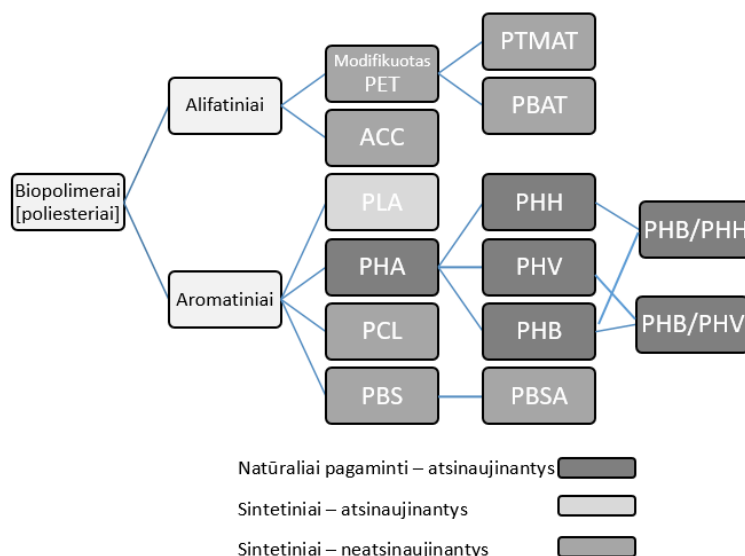 PTMAT
Modifikuotas
PET
Alifatiniai
PBAT
ACC
Biopolimerai
[poliesteriai]
PLA
PHH
PHB/PHH
PHA
PHV
Aromatiniai
PCL
PHB
PHB/PHV
PBS
PBSA
Natūraliai pagaminti – atsinaujinantys
Sintetiniai – atsinaujinantys
Sintetiniai – neatsinaujinantys